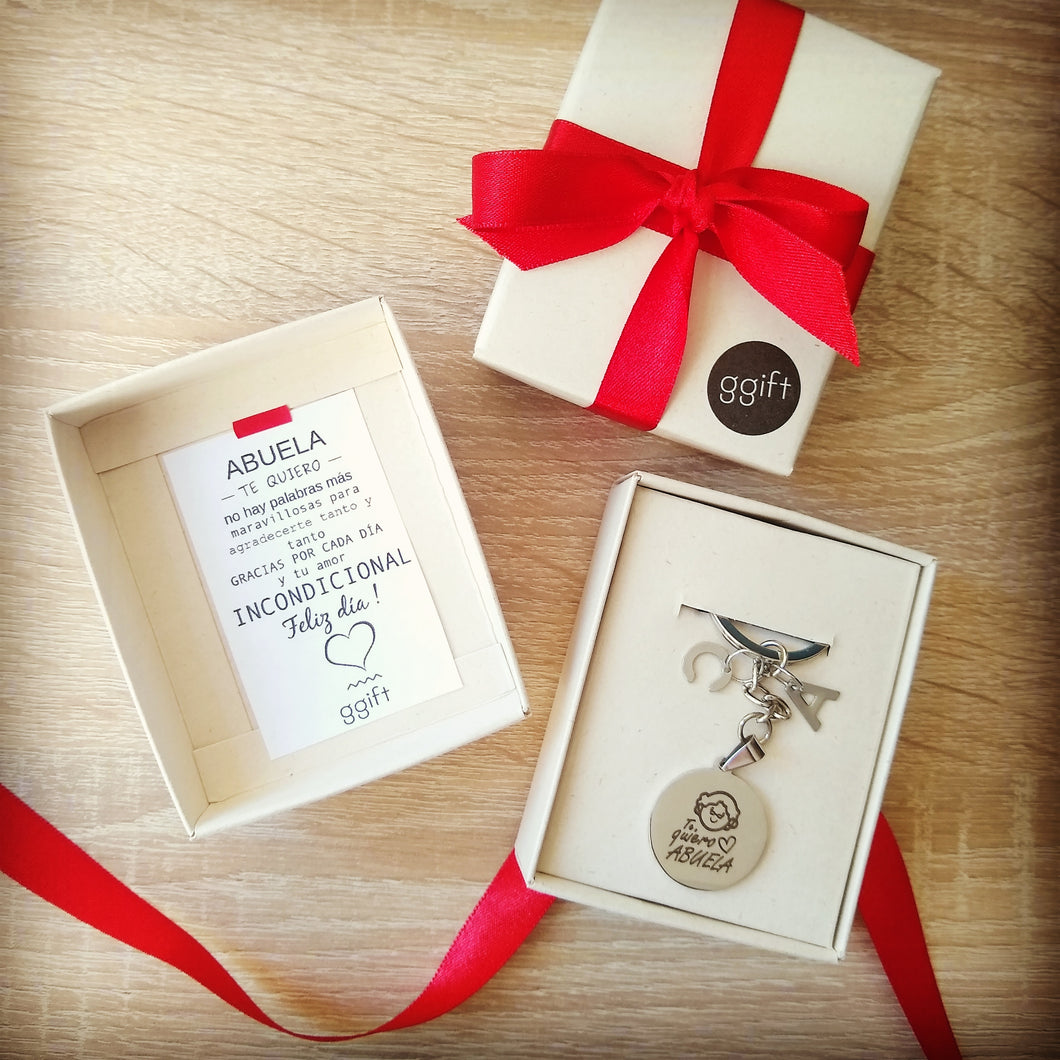 ggift
ABUELA
— TE QUIERO —
no hay palabras más
maravillosas para
agradecerte tanto y
tanto
GRACIAS POR CADA DÍA
y tu amor
INCONDICIONAL
Feliz día !
ggift
C A
Te
quiero
ABUELA